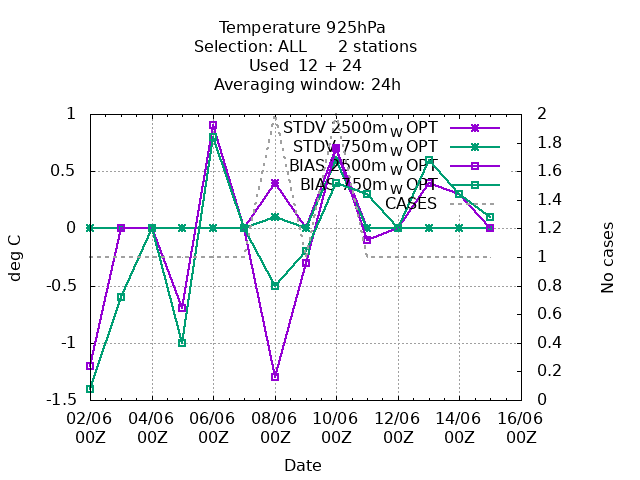 Temperature 925hPa
Selection: ALL 2 stations
Used 12 + 24
Averaging window: 24h
STDV 2500m W OPT
STDV 750m W OPT
BIAS 2500m W OPT
BIAS 750m W OPT
CASES
1
0.5
0
-0.5
-1
-1.5
2
1.8
1.6
1.4
1.2
1
0.8
0.6
0.4
0.2
0
deg C
No cases
02/06 04/06 06/06 08/06 10/06 12/06 14/06 16/06
00Z 00Z 00Z 00Z 00Z 00Z 00Z 00Z
Date